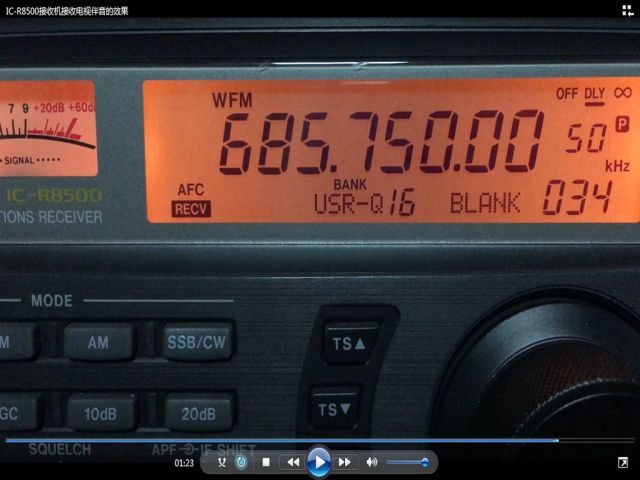 IC-R8500接收机接收电视伴音的效果
7 9 +20dB +60d
SIGNAL
IC-R8500
TIONS RECEIVER
WFM
OFF DLY ∞
685.750.00
50
P
kHz
AFC
RECV
BANK
USR-Q16
BLANK
034
MODE
M
AM
SSB/CW
TS▲
GC
10dB
20dB
TS▼
SQUELCH
APF
IF SHIFT
01:23